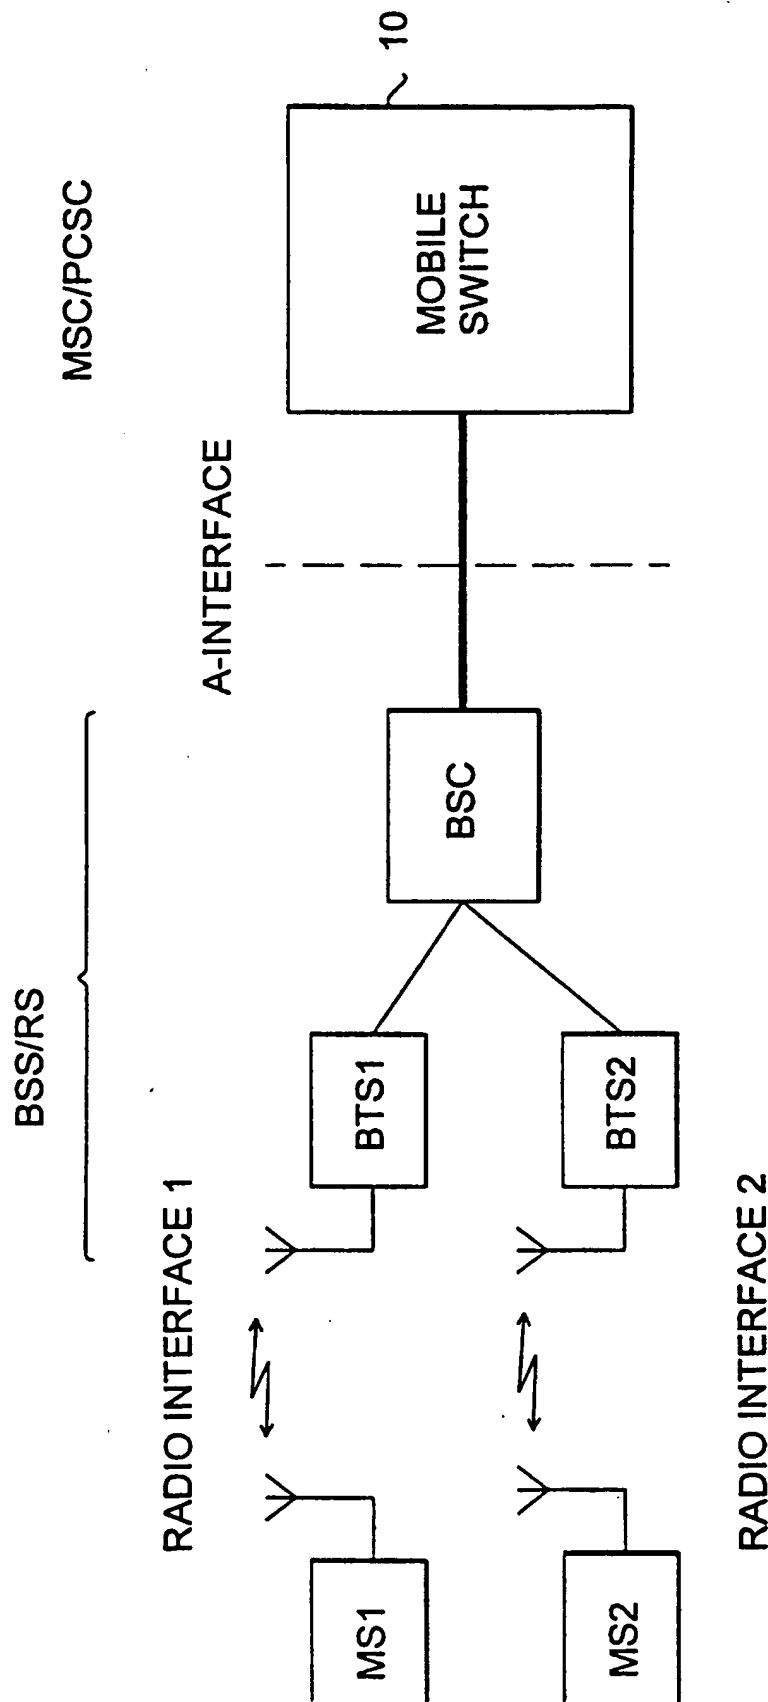 BSS/RS
MSC/PCSC
RADIO INTERFACE 1
A-INTERFACE
10
MS1
BTS1
BSC
MOBILE
SWITCH
MS2
BTS2
RADIO INTERFACE 2